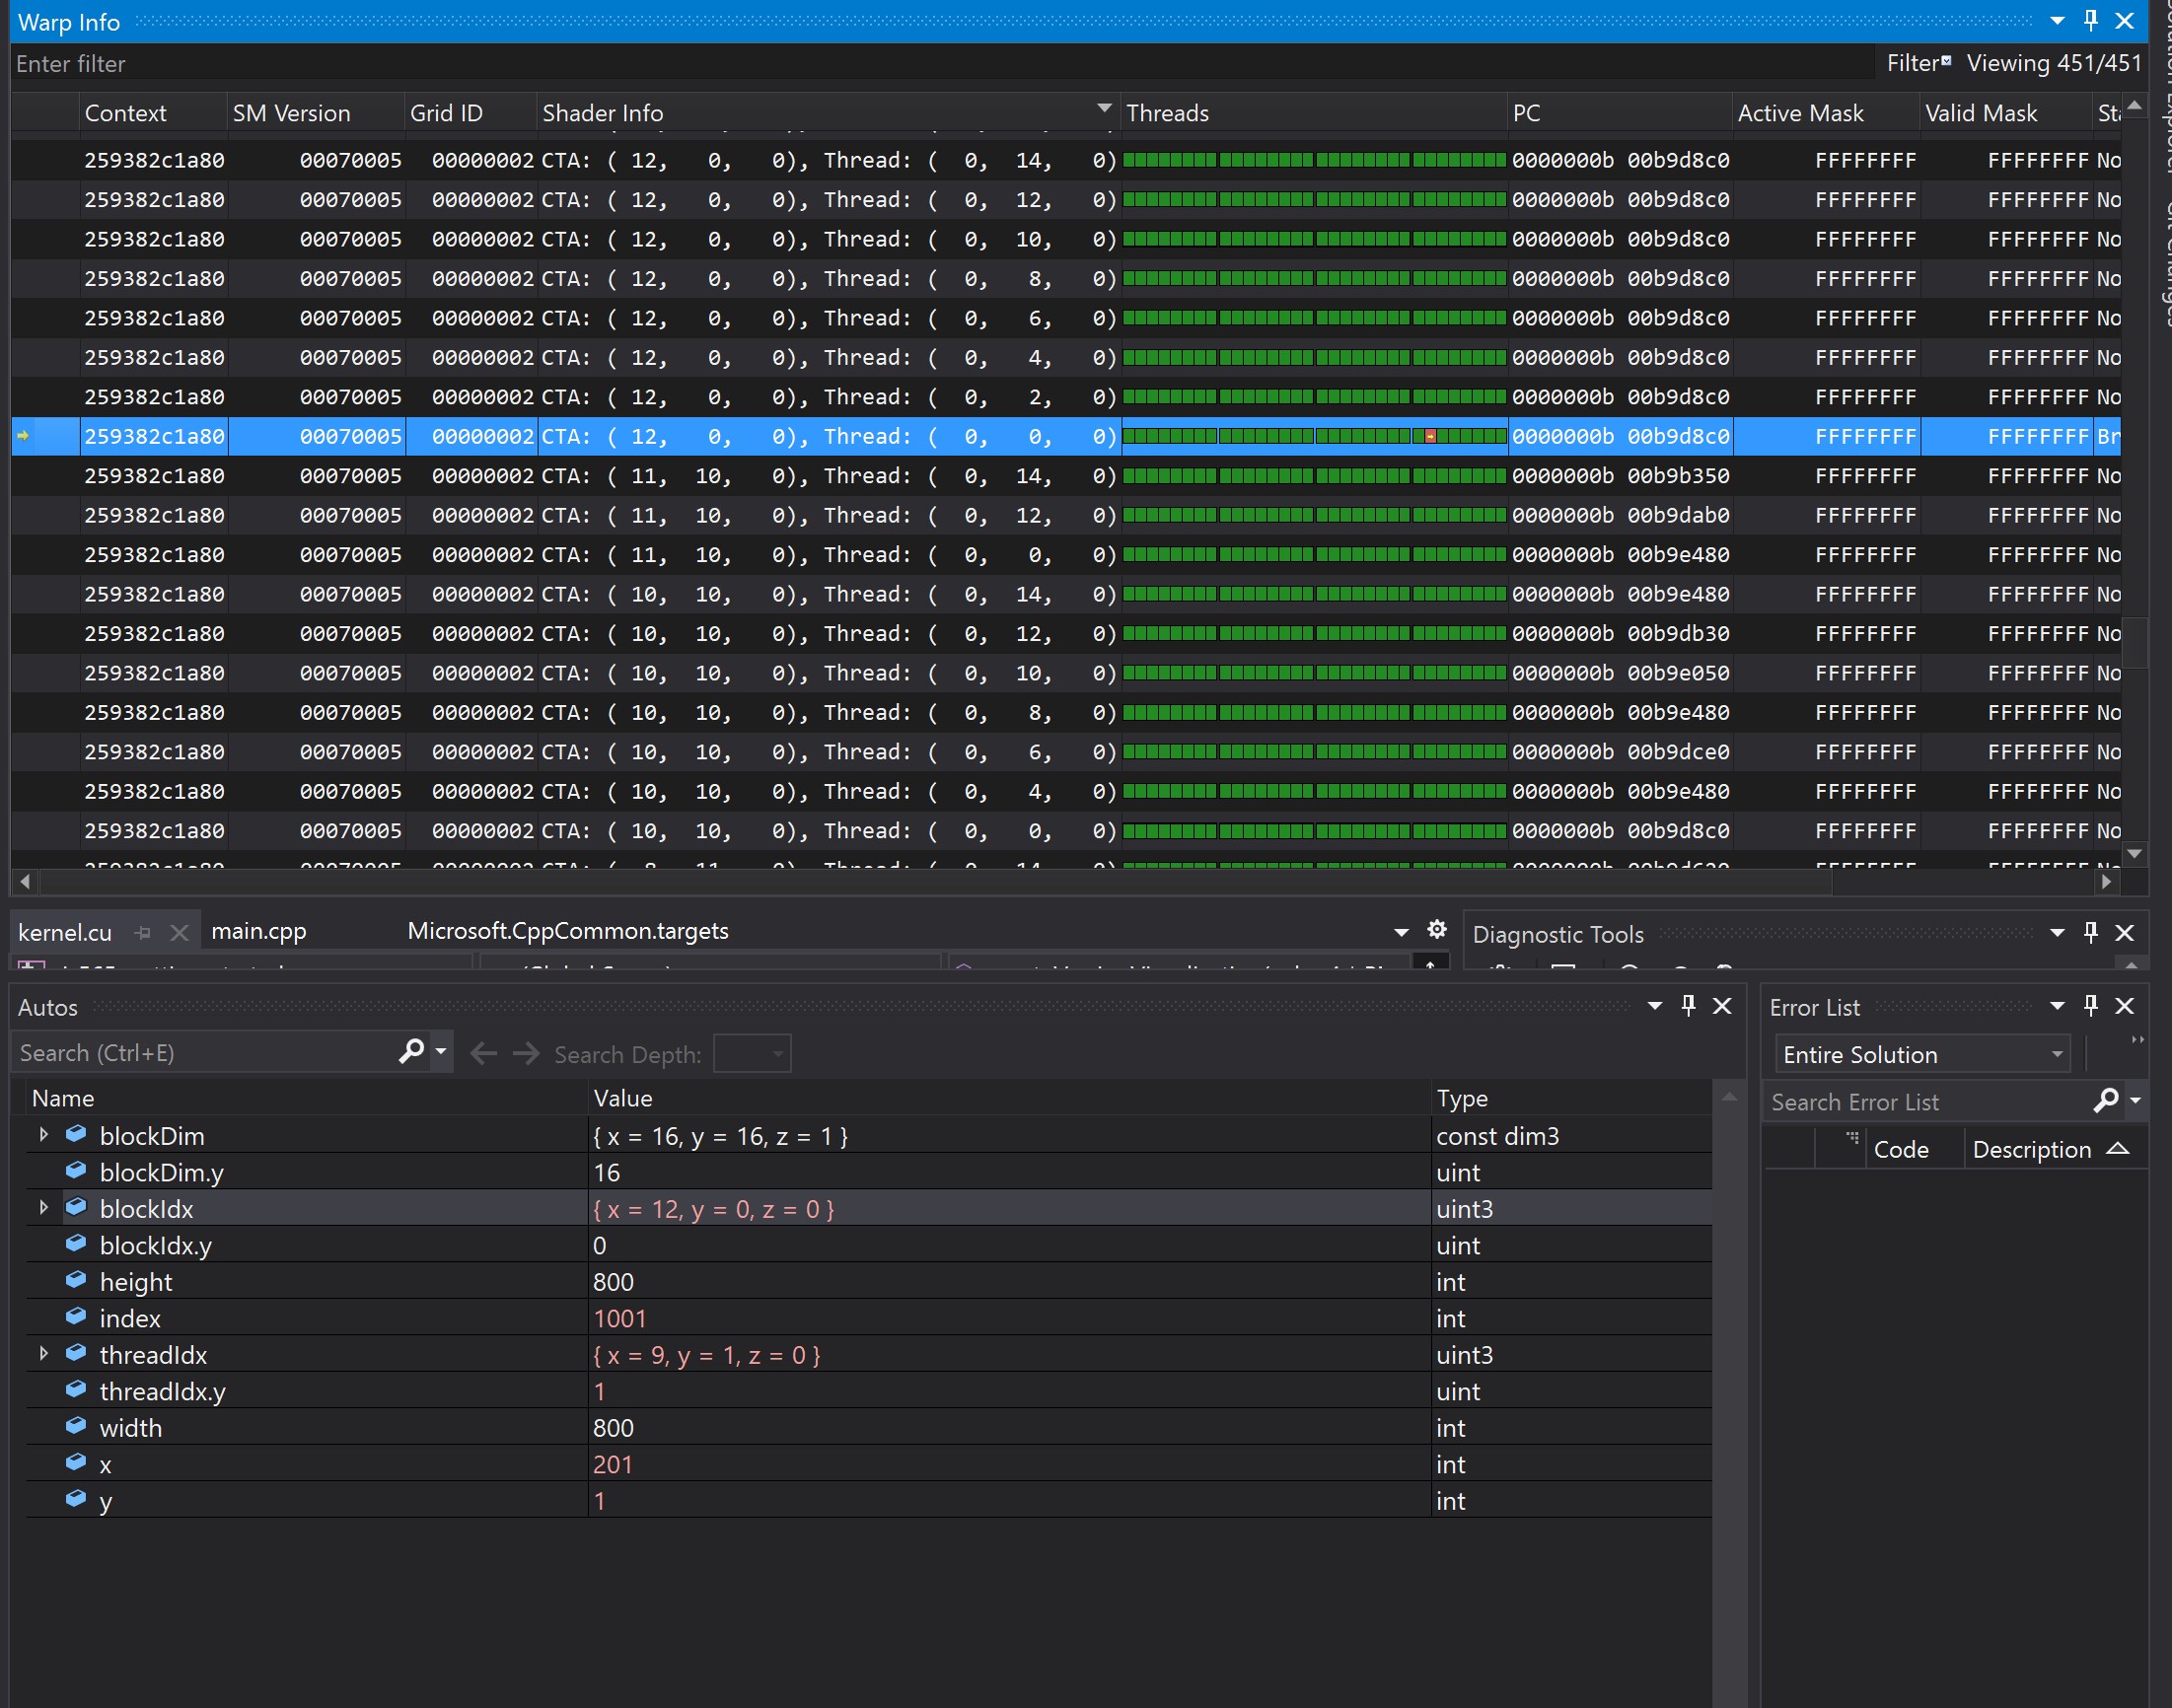 Warp Info
Enter filter Filter Viewing 451/451
Context SM Version Grid ID Shader Info Threads PC Active Mask Valid Mask
259382c1a80 00070005 00000002 CTA: ( 12, 0, 0), Thread: ( 0, 14, 0) 0000000b 00b9d8c0 FFFFFFFF FFFFFFFF No
259382c1a80 00070005 00000002 CTA: ( 12, 0, 0), Thread: ( 0, 12, 0) 0000000b 00b9d8c0 FFFFFFFF FFFFFFFF No
259382c1a80 00070005 00000002 CTA: ( 12, 0, 0), Thread: ( 0, 10, 0) 0000000b 00b9d8c0 FFFFFFFF FFFFFFFF No
259382c1a80 00070005 00000002 CTA: ( 12, 0, 0), Thread: ( 0, 8, 0) 0000000b 00b9d8c0 FFFFFFFF FFFFFFFF No
259382c1a80 00070005 00000002 CTA: ( 12, 0, 0), Thread: ( 0, 6, 0) 0000000b 00b9d8c0 FFFFFFFF FFFFFFFF No
259382c1a80 00070005 00000002 CTA: ( 12, 0, 0), Thread: ( 0, 4, 0) 0000000b 00b9d8c0 FFFFFFFF FFFFFFFF No
259382c1a80 00070005 00000002 CTA: ( 12, 0, 0), Thread: ( 0, 2, 0) 0000000b 00b9d8c0 FFFFFFFF FFFFFFFF No
259382c1a80 00070005 00000002 CTA: ( 12, 0, 0), Thread: ( 0, 0, 0) 0000000b 00b9d8c0 FFFFFFFF FFFFFFFF Br
259382c1a80 00070005 00000002 CTA: ( 11, 10, 0), Thread: ( 0, 14, 0) 0000000b 00b9b350 FFFFFFFF FFFFFFFF No
259382c1a80 00070005 00000002 CTA: ( 11, 10, 0), Thread: ( 0, 12, 0) 0000000b 00b9dab0 FFFFFFFF FFFFFFFF No
259382c1a80 00070005 00000002 CTA: ( 11, 10, 0), Thread: ( 0, 0, 0) 0000000b 00b9e480 FFFFFFFF FFFFFFFF No
259382c1a80 00070005 00000002 CTA: ( 10, 10, 0), Thread: ( 0, 14, 0) 0000000b 00b9e480 FFFFFFFF FFFFFFFF No
259382c1a80 00070005 00000002 CTA: ( 10, 10, 0), Thread: ( 0, 12, 0) 0000000b 00b9db30 FFFFFFFF FFFFFFFF No
259382c1a80 00070005 00000002 CTA: ( 10, 10, 0), Thread: ( 0, 10, 0) 0000000b 00b9e050 FFFFFFFF FFFFFFFF No
259382c1a80 00070005 00000002 CTA: ( 10, 10, 0), Thread: ( 0, 8, 0) 0000000b 00b9e480 FFFFFFFF FFFFFFFF No
259382c1a80 00070005 00000002 CTA: ( 10, 10, 0), Thread: ( 0, 6, 0) 0000000b 00b9dce0 FFFFFFFF FFFFFFFF No
259382c1a80 00070005 00000002 CTA: ( 10, 10, 0), Thread: ( 0, 4, 0) 0000000b 00b9e480 FFFFFFFF FFFFFFFF No
259382c1a80 00070005 00000002 CTA: ( 10, 10, 0), Thread: ( 0, 0, 0) 0000000b 00b9d8c0 FFFFFFFF FFFFFFFF No
kernel.cu main.cpp Microsoft.CppCommon.targets
Diagnostic Tools
Autos
Search (Ctrl+E) Search Depth:
Name Value Type
blockDim { x = 16, y = 16, z = 1 } const dim3
blockDim.y 16 uint
blockIdx { x = 12, y = 0, z = 0 } uint3
blockIdx.y 0 uint
height 800 int
index 1001 int
threadIdx { x = 9, y = 1, z = 0 } uint3
threadIdx.y 1 uint
width 800 int
x 201 int
y 1 int
Error List
Entire Solution
Search Error List
Code Description